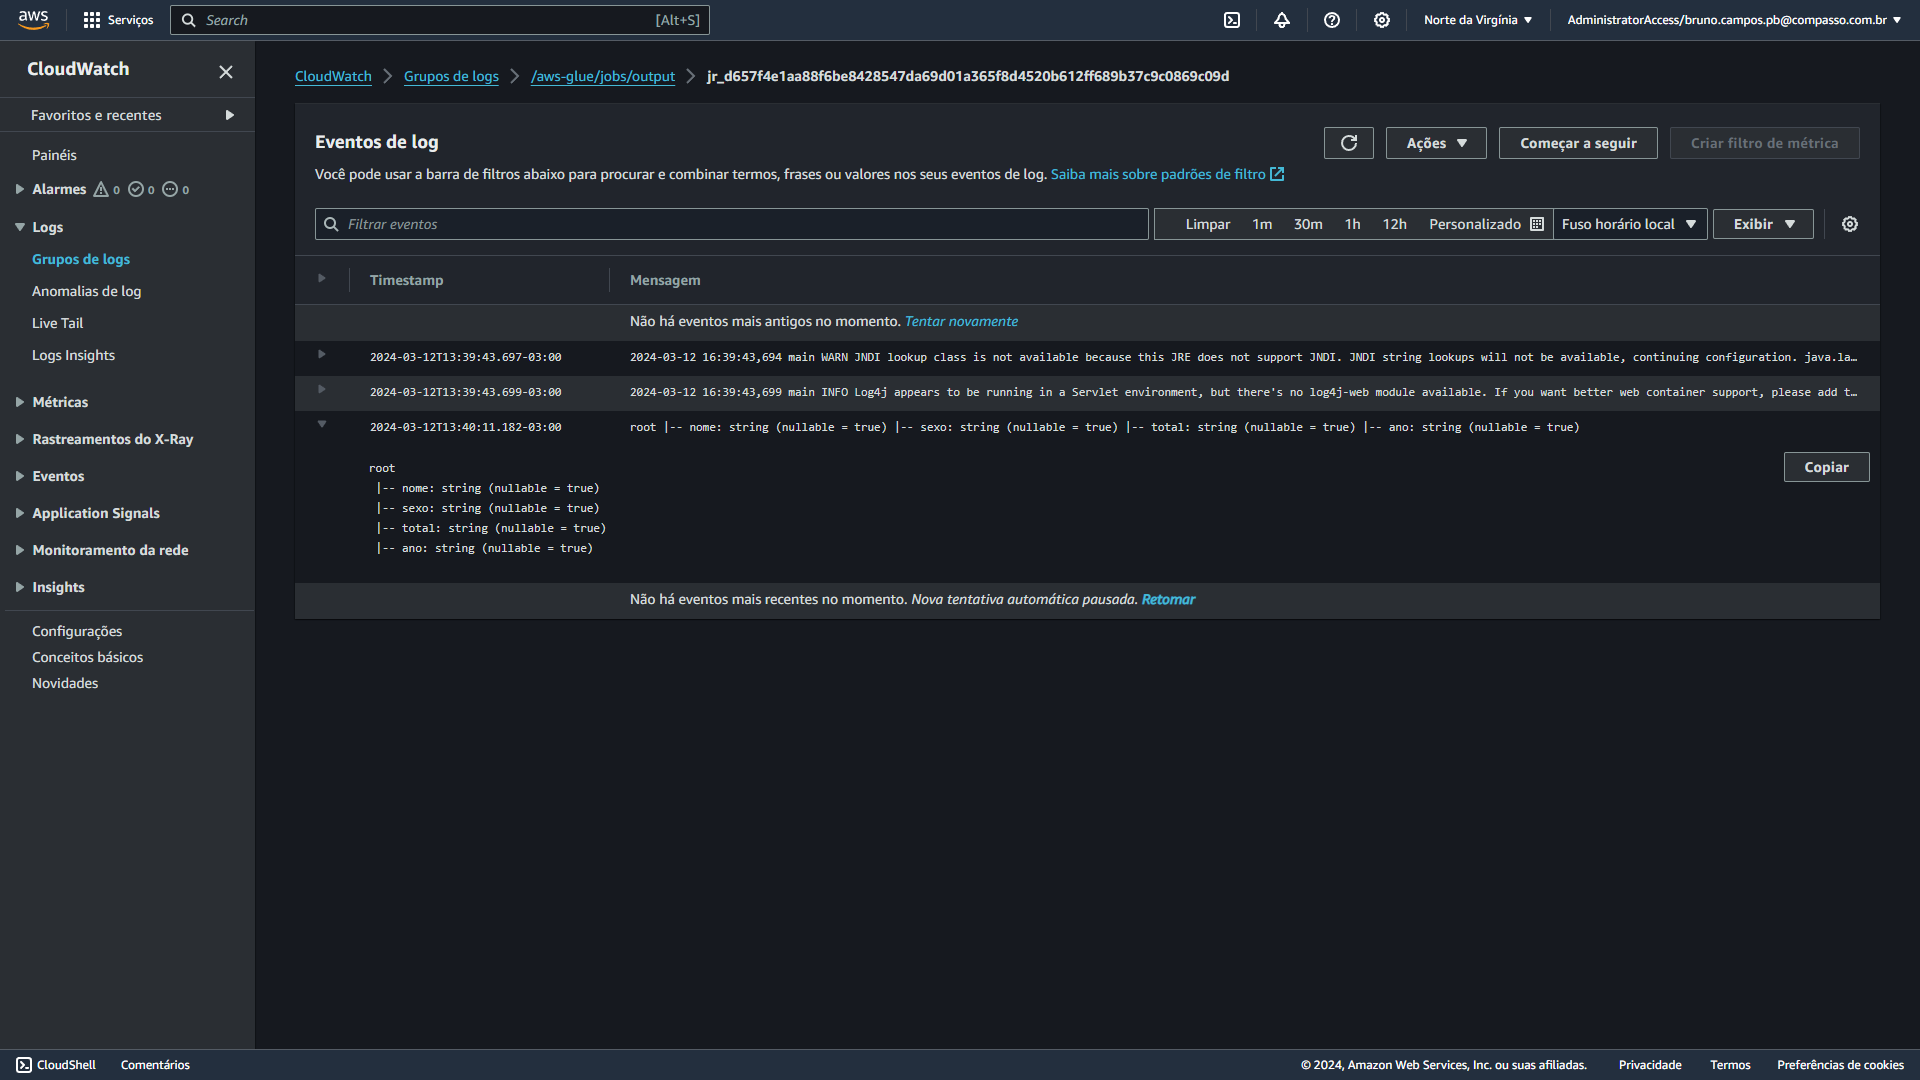 aws Serviços Search [Alt+S] Norte da Virgínia ▼ AdministratorAccess/bruno.campos.pb@compasso.com.br ▼
CloudWatch
Favoritos e recentes
Painéis
Alarmes 0 0 0
Logs
Grupos de logs
Anomalias de log
Live Tail
Logs Insights
Métricas
Rastreamentos do X-Ray
Eventos
Application Signals
Monitoramento da rede
Insights
Configurações
Conceitos básicos
Novidades
CloudWatch > Grupos de logs > /aws-glue/jobs/output > jr_d657f4e1aa88f6be8428547da69d01a365f8d4520b612ff689b37c9c0869c09d
Eventos de log
Ações ▼ Começar a seguir Criar filtro de métrica
Você pode usar a barra de filtros abaixo para procurar e combinar termos, frases ou valores nos seus eventos de log. Saiba mais sobre padrões de filtro
Filtrar eventos Limpar 1m 30m 1h 12h Personalizado Fuso horário local ▼ Exibir ▼
Timestamp Mensagem
Não há eventos mais antigos no momento. Tentar novamente
2024-03-12T13:39:43.697-03:00 2024-03-12 16:39:43,694 main WARN JNDI lookup class is not available because this JRE does not support JNDI. JNDI string lookups will not be available, continuing configuration. java.la…
2024-03-12T13:39:43.699-03:00 2024-03-12 16:39:43,699 main INFO Log4j appears to be running in a Servlet environment, but there's no log4j-web module available. If you want better web container support, please add t…
2024-03-12T13:40:11.182-03:00 root |-- nome: string (nullable = true) |-- sexo: string (nullable = true) |-- total: string (nullable = true) |-- ano: string (nullable = true)
Copiar
root
|-- nome: string (nullable = true)
|-- sexo: string (nullable = true)
|-- total: string (nullable = true)
|-- ano: string (nullable = true)
Não há eventos mais recentes no momento. Nova tentativa automática pausada. Retomar
CloudShell Comentários © 2024, Amazon Web Services, Inc. ou suas afiliadas. Privacidade Termos Preferências de cookies